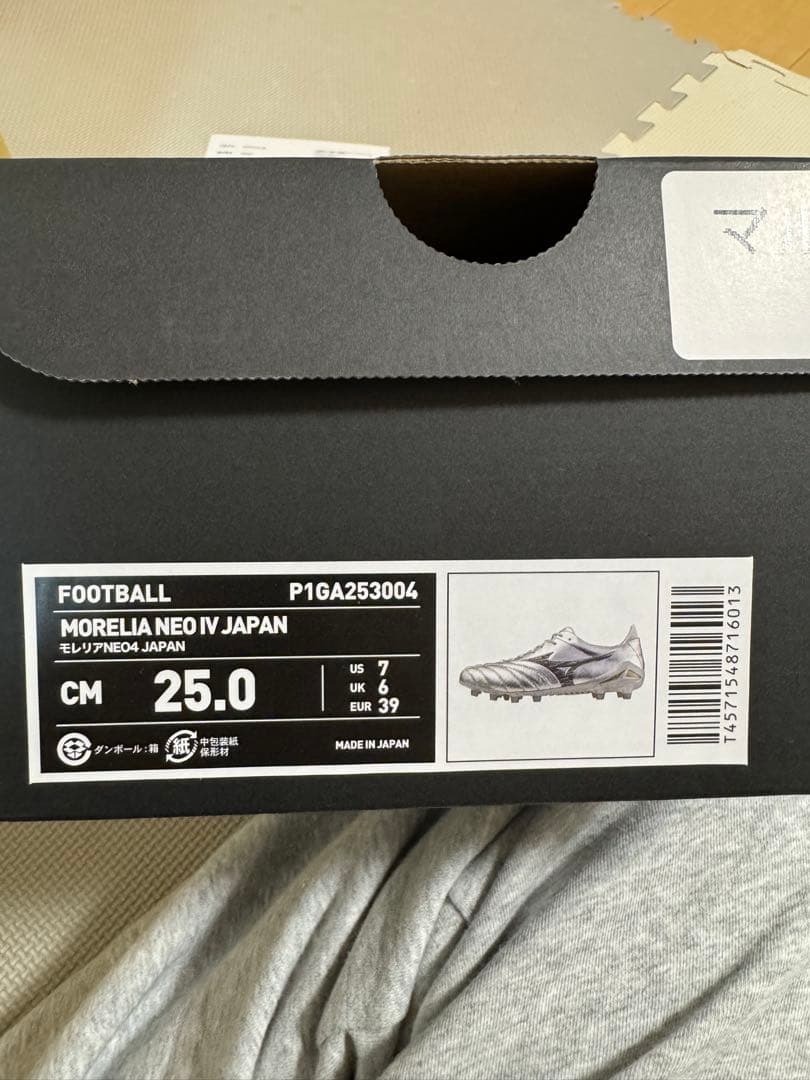 マ
FOOTBALL P1GA253004
MORELIA NEO IV JAPAN
モレリアNEO4 JAPAN
CM 25.0
US 7
UK 6
EUR 39
ダンボール:箱
紙 中包装紙
保形材
MADE IN JAPAN
T4571548716013